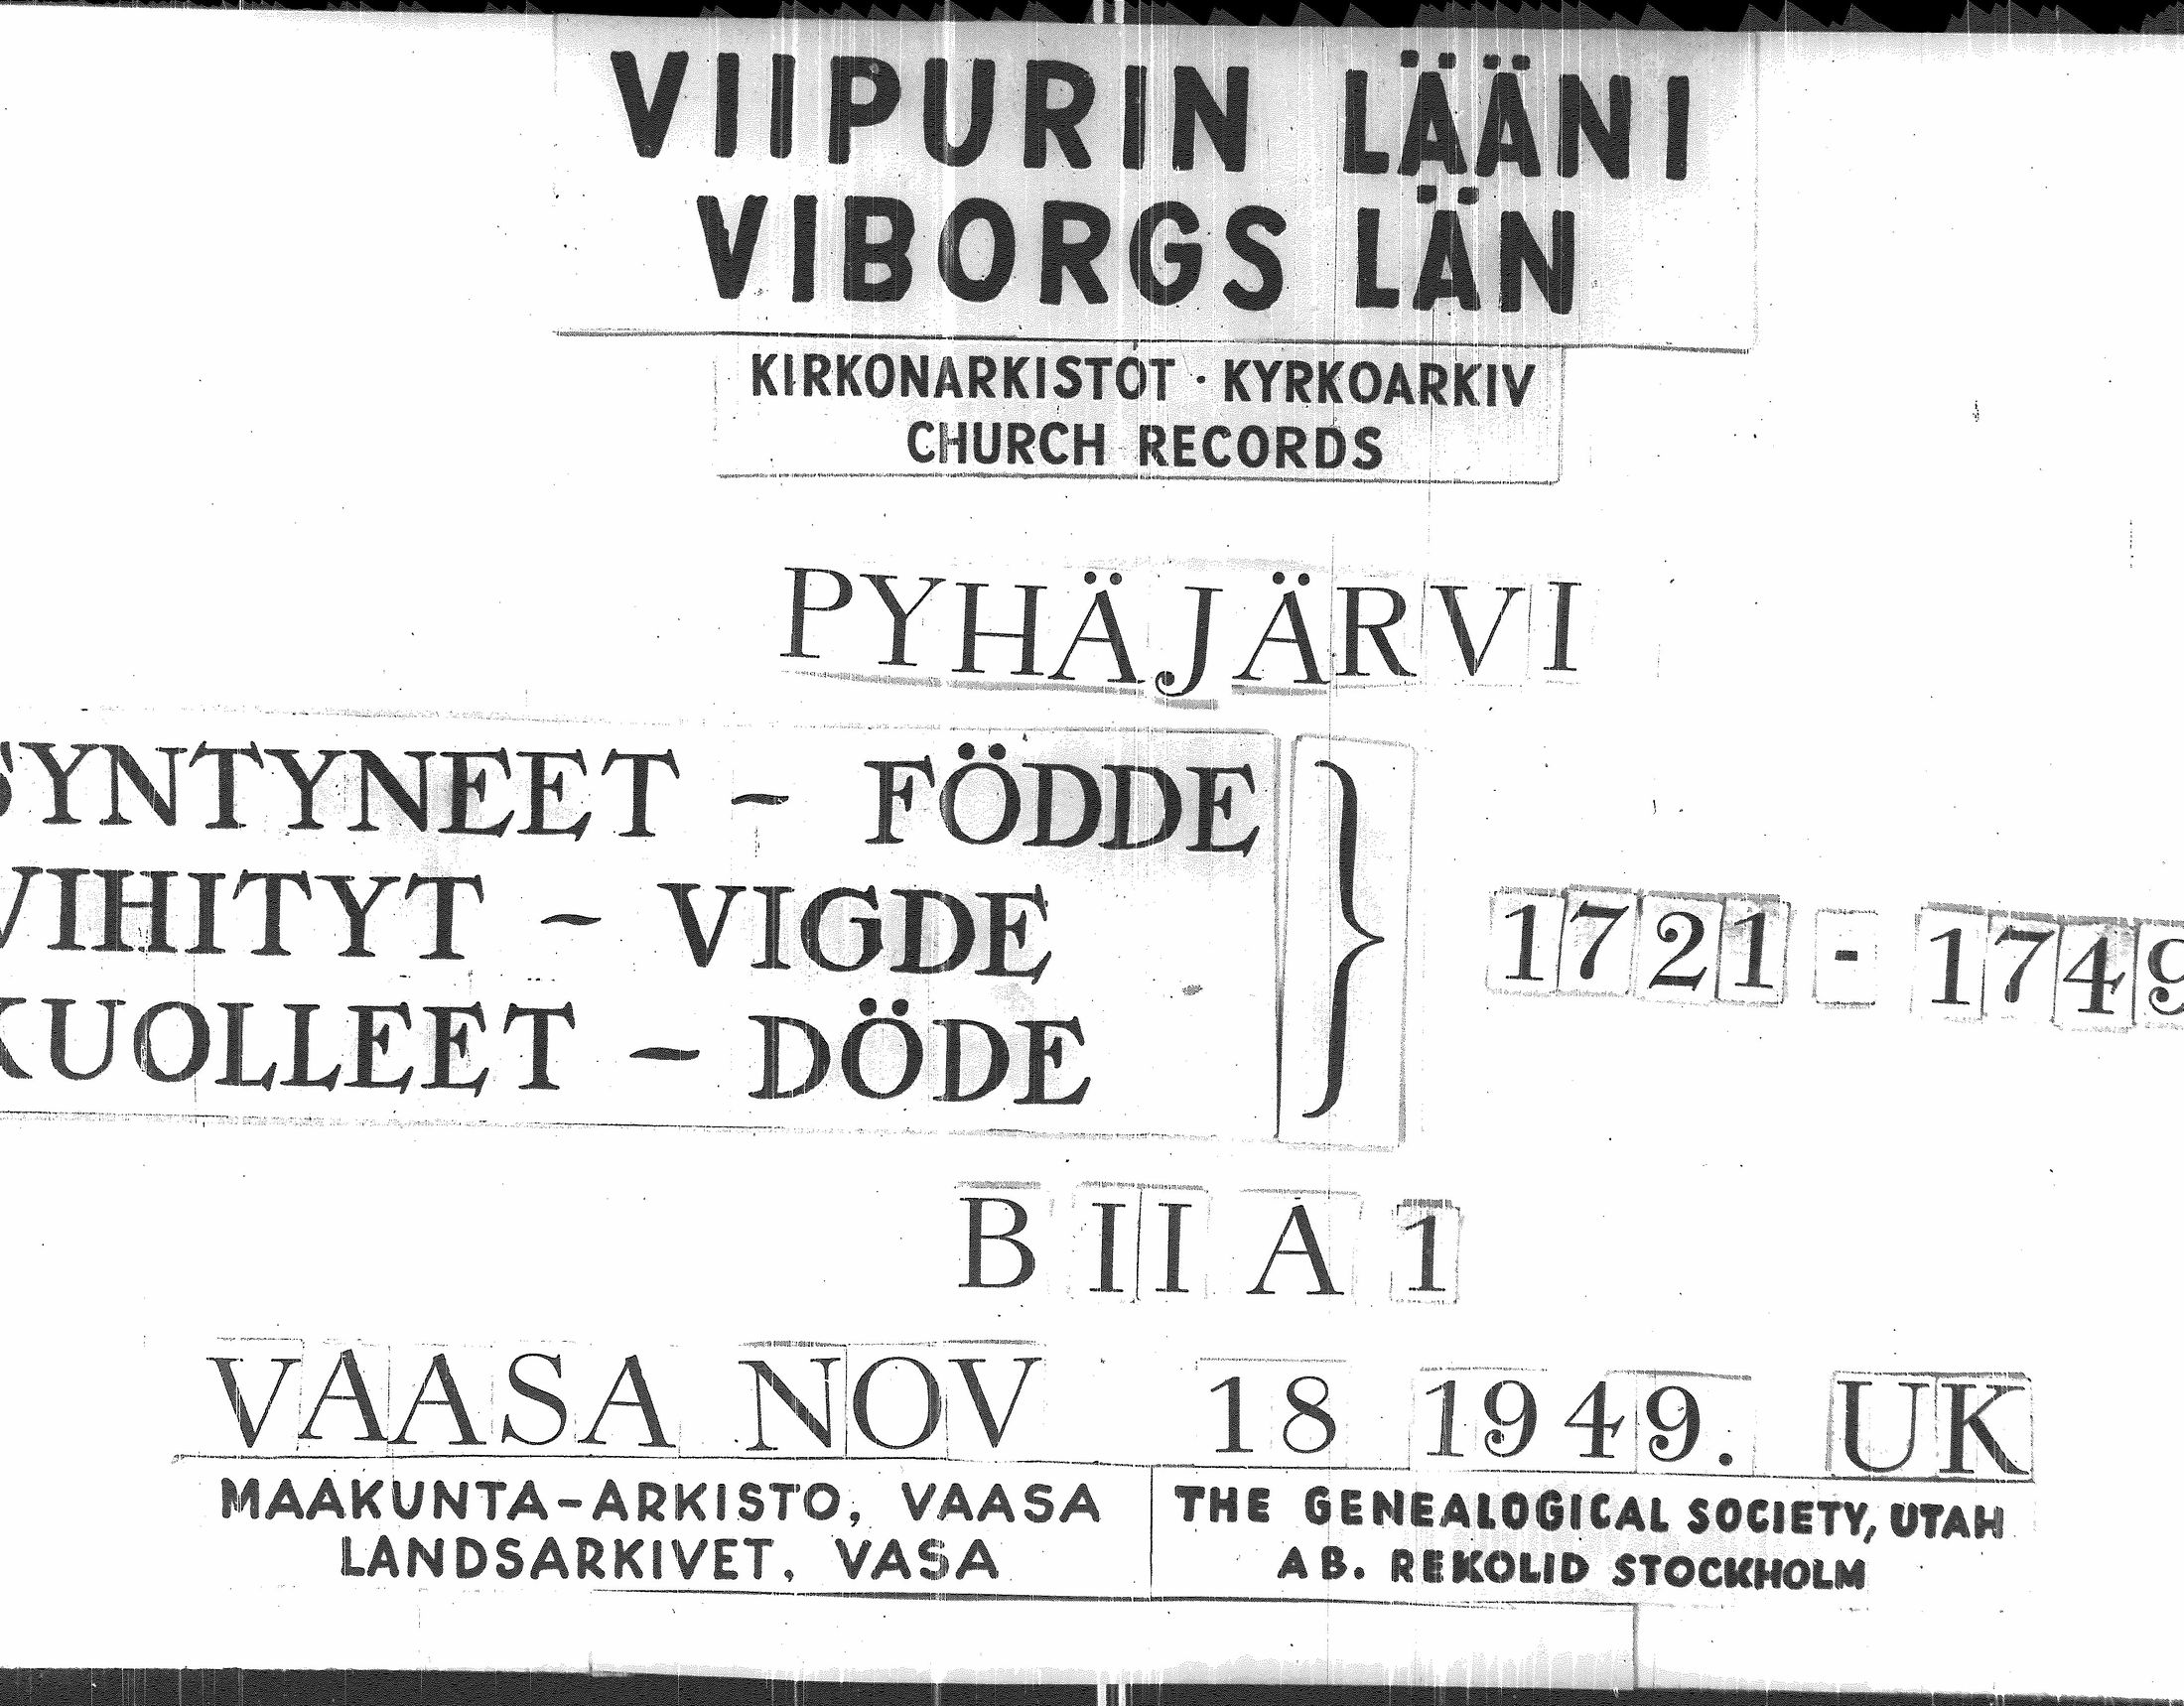 VIIPURIN LÄÄNI
VIBORGS LÄN
KIRKONARKISTOT · KYRKOARKIV
CHURCH RECORDS
PYHÄJÄRVI
SYNTYNEET - FÖDDE
VIHITYT - VIGDE
KUOLLEET - DÖDE
} 1721 - 1749
B II A 1
VAASA NOV 18 1949. UK
MAAKUNTA-ARKISTO, VAASA
LANDSARKIVET, VASA
THE GENEALOGICAL SOCIETY, UTAH
AB. REKOLID STOCKHOLM